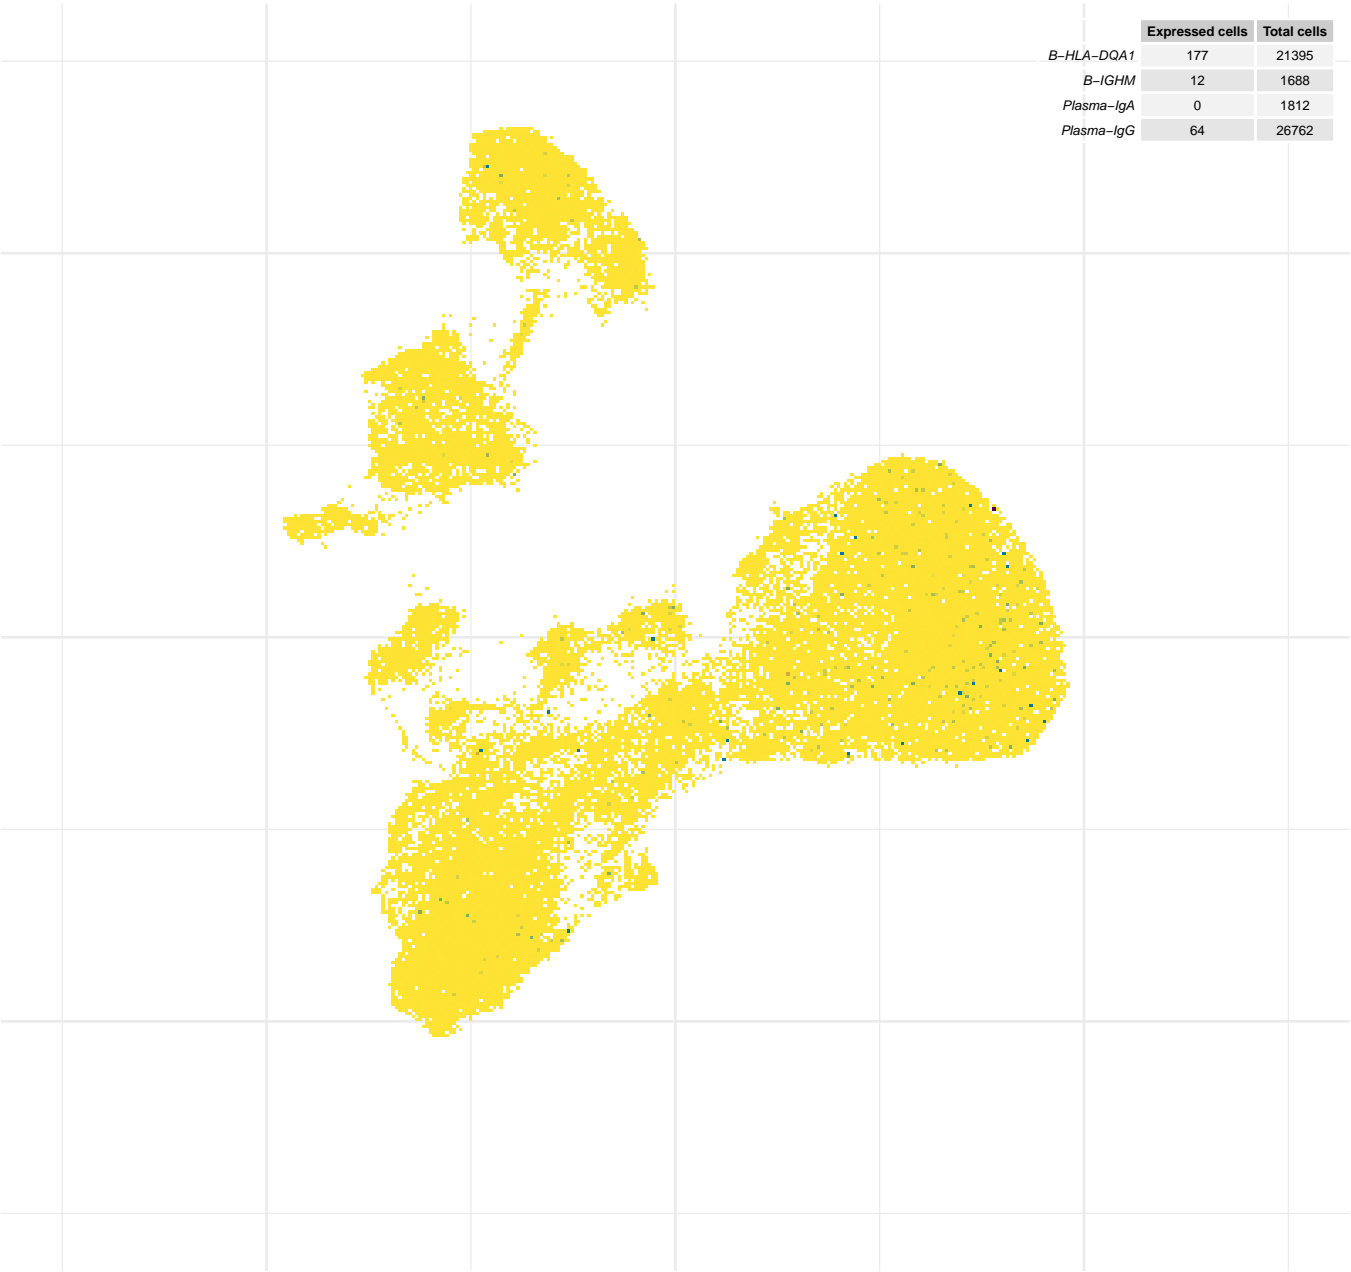 Expressed cells Total cells
B−HLA−DQA1 177 21395
B−IGHM 12 1688
Plasma−IgA 0 1812
Plasma−IgG 64 26762